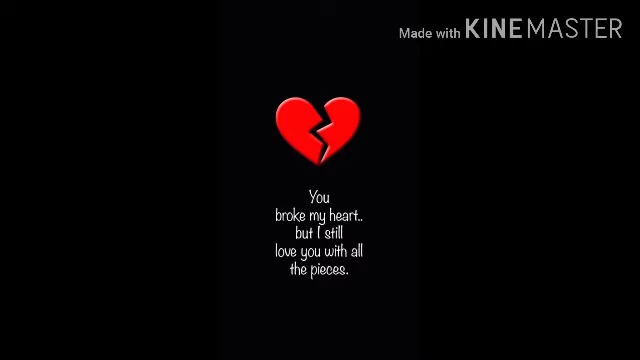 Made with KINEMASTER
You
broke my heart..
but I still
love you with all
the pieces.